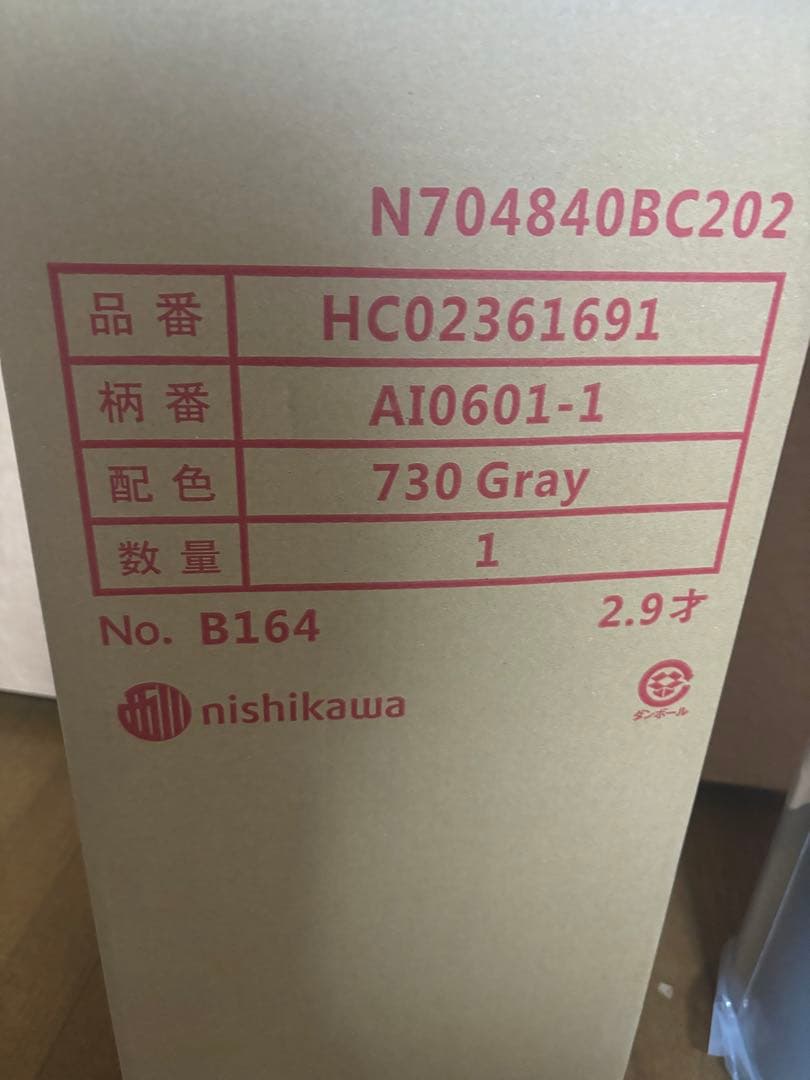 N704840BC202
品番 HC02361691
柄番 AI0601-1
配色 730 Gray
数量 1
No. B164 2.9才
nishikawa
ダンボール